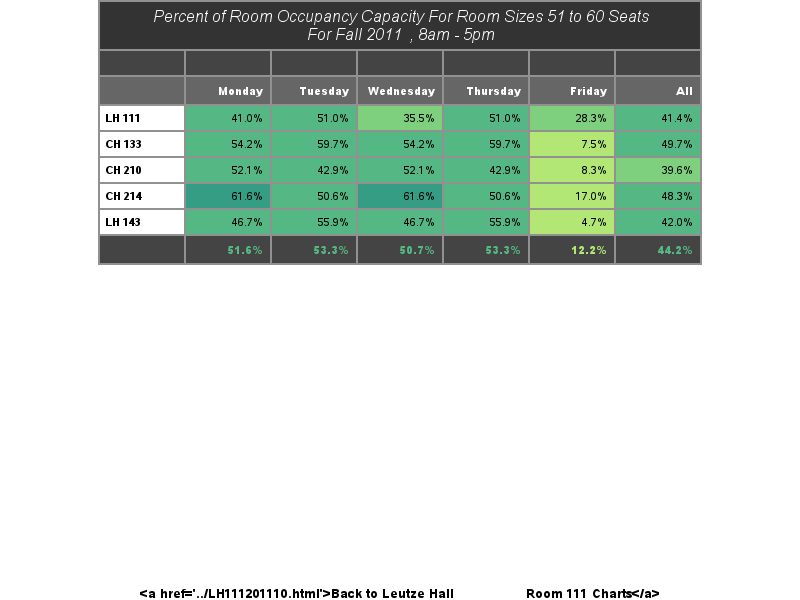 Percent of Room Occupancy Capacity For Room Sizes 51 to 60 Seats
For Fall 2011 , 8am - 5pm
Monday Tuesday Wednesday Thursday Friday All
LH 111 41.0% 51.0% 35.5% 51.0% 28.3% 41.4%
CH 133 54.2% 59.7% 54.2% 59.7% 7.5% 49.7%
CH 210 52.1% 42.9% 52.1% 42.9% 8.3% 39.6%
CH 214 61.6% 50.6% 61.6% 50.6% 17.0% 48.3%
LH 143 46.7% 55.9% 46.7% 55.9% 4.7% 42.0%
51.6% 53.3% 50.7% 53.3% 12.2% 44.2%
<a href='../LH111201110.html'>Back to Leutze Hall Room 111 Charts</a>